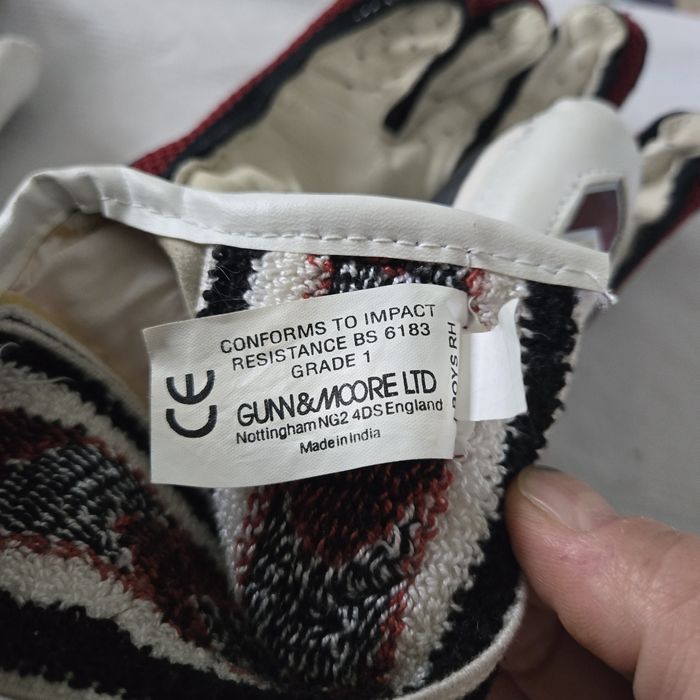 CONFORMS TO IMPACT
RESISTANCE BS 6183
GRADE 1
CE
GUNN&MOORE LTD
Nottingham NG2 4DS England
Made in India
BOYS RH